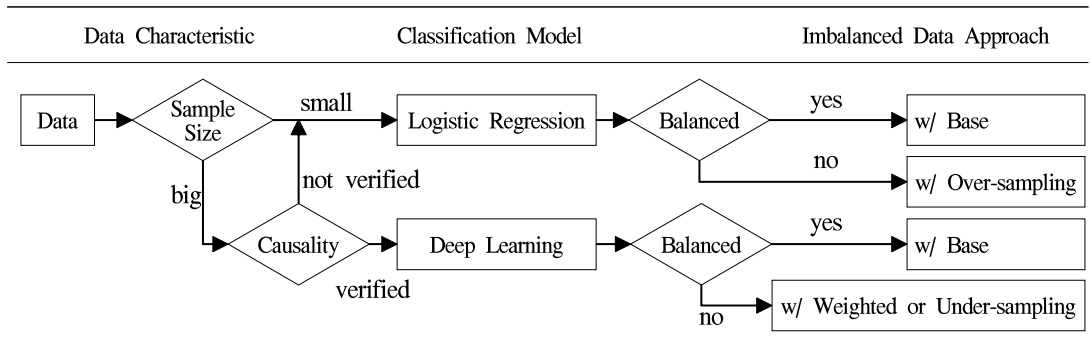 Data Characteristic
Classification Model
Imbalanced Data Approach
Data
Sample
Size
small
Logistic Regression
Balanced
yes
w/ Base
no
w/ Over-sampling
big
not verified
Causality
verified
Deep Learning
Balanced
yes
w/ Base
no
w/ Weighted or Under-sampling